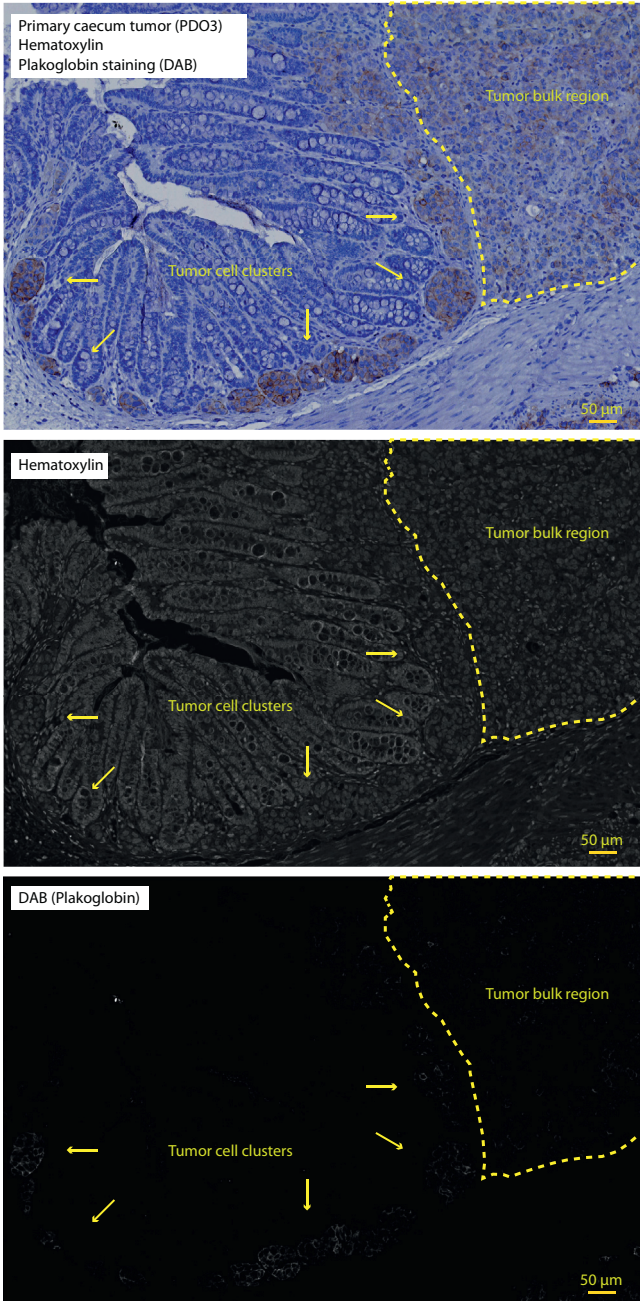 Primary caecum tumor (PDO3)
Hematoxylin
Plakoglobin staining (DAB)
Tumor bulk region
Tumor cell clusters
50 µm
Hematoxylin
Tumor bulk region
Tumor cell clusters
50 µm
DAB (Plakoglobin)
Tumor bulk region
Tumor cell clusters
50 µm